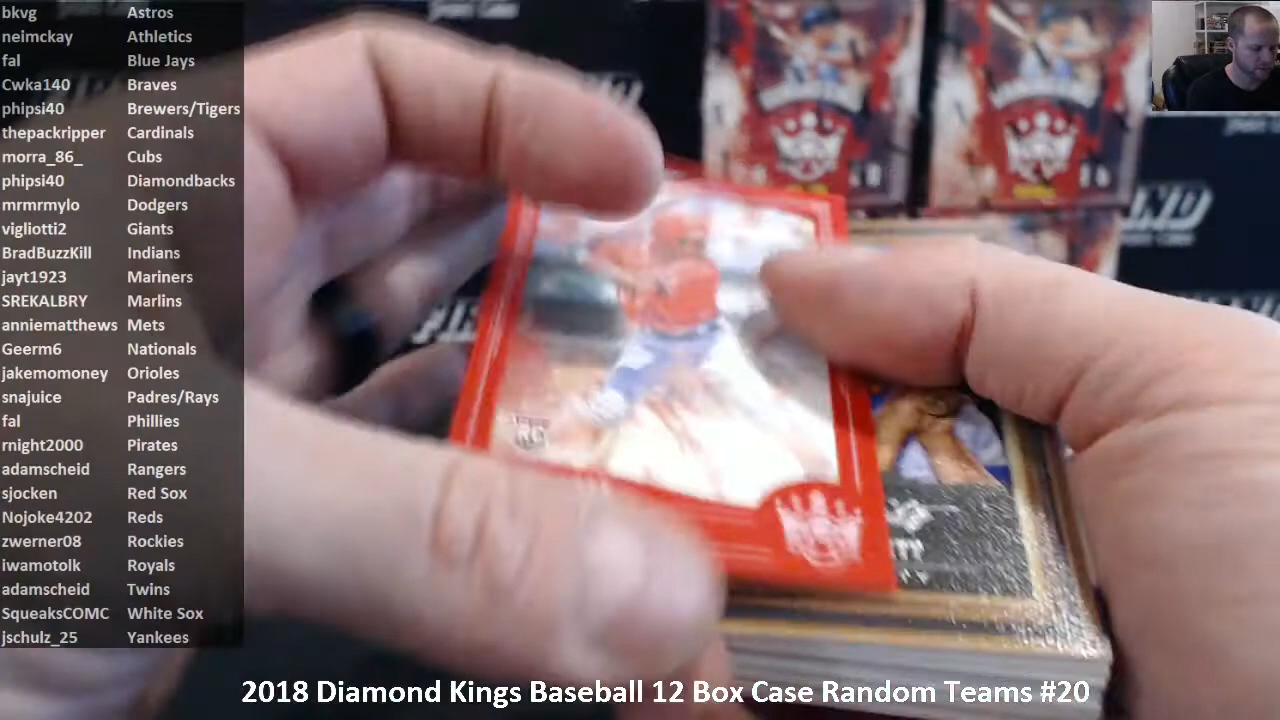 bkvg Astros
neimckay Athletics
fal Blue Jays
Cwka140 Braves
phipsi40 Brewers/Tigers
thepackripper Cardinals
morra_86_ Cubs
phipsi40 Diamondbacks
mrmrmylo Dodgers
vigliotti2 Giants
BradBuzzKill Indians
jayt1923 Mariners
SREKALBRY Marlins
anniematthews Mets
Geerm6 Nationals
jakemomoney Orioles
snajuice Padres/Rays
fal Phillies
rnight2000 Pirates
adamscheid Rangers
sjocken Red Sox
Nojoke4202 Reds
zwerner08 Rockies
iwamotolk Royals
adamscheid Twins
SqueaksCOMC White Sox
jschulz_25 Yankees
RC
2018 Diamond Kings Baseball 12 Box Case Random Teams #20